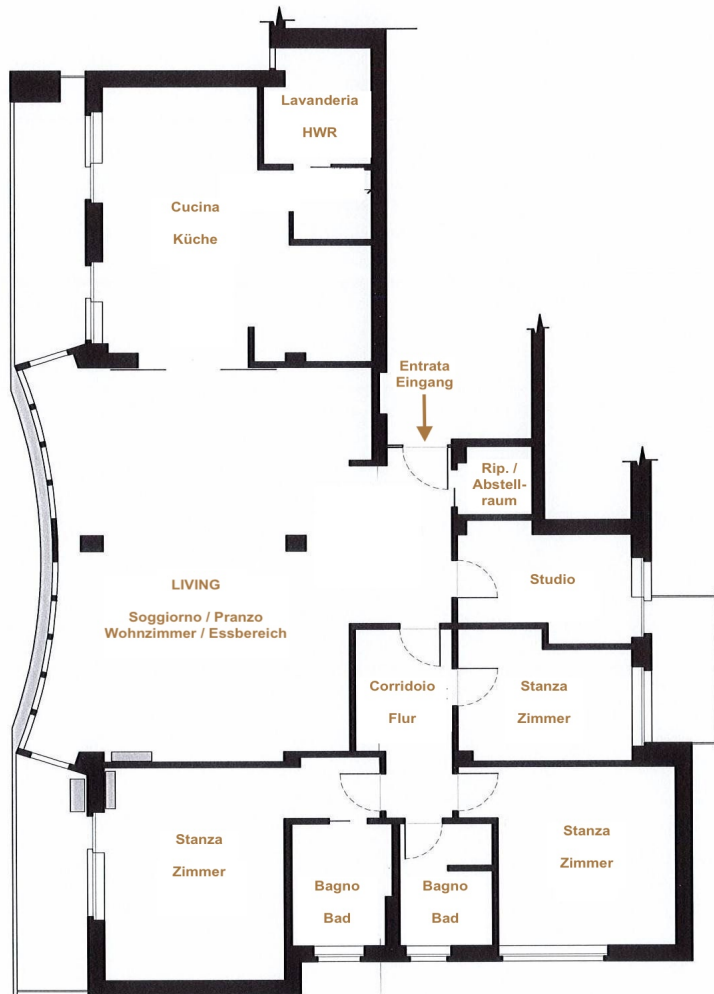 Lavanderia
HWR
Cucina
Küche
Entrata
Eingang
Rip. /
Abstell-
raum
Studio
LIVING
Soggiorno / Pranzo
Wohnzimmer / Essbereich
Corridoio
Flur
Stanza
Zimmer
Stanza
Zimmer
Stanza
Zimmer
Bagno
Bad
Bagno
Bad